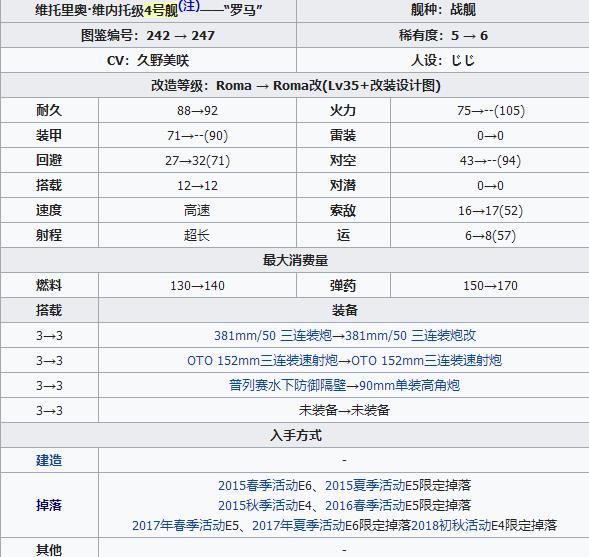 维托里奥·维内托级4号舰(注)——“罗马” 舰种：战舰
图鉴编号：242 → 247 稀有度：5 → 6
CV：久野美咲 人设：じじ
改造等级：Roma → Roma改(Lv35+改装设计图)
耐久 88→92 火力 75→--(105)
装甲 71→--(90) 雷装 0→0
回避 27→32(71) 对空 43→--(94)
搭载 12→12 对潜 0→0
速度 高速 索敌 16→17(52)
射程 超长 运 6→8(57)
最大消费量
燃料 130→140 弹药 150→170
搭载 装备
3→3 381mm/50 三连装炮→381mm/50 三连装炮改
3→3 OTO 152mm三连装速射炮→OTO 152mm三连装速射炮
3→3 普列赛水下防御隔壁→90mm单装高角炮
3→3 未装备→未装备
入手方式
建造 -
掉落 2015春季活动E6、2015夏季活动E5限定掉落
2015秋季活动E4、2016春季活动E5限定掉落
2017年春季活动E5、2017年夏季活动E6限定掉落2018初秋活动E4限定掉落
其他 -